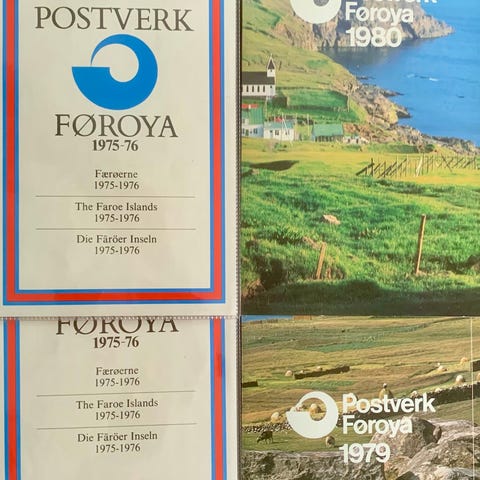 POSTVERK
FØROYA
1975-76
Færøerne
1975-1976
The Faroe Islands
1975-1976
Die Färöer Inseln
1975-1976
Føroya
1980
FØROYA
1975-76
Færøerne
1975-1976
The Faroe Islands
1975-1976
Die Färöer Inseln
1975-1976
Postverk
Føroya
1979